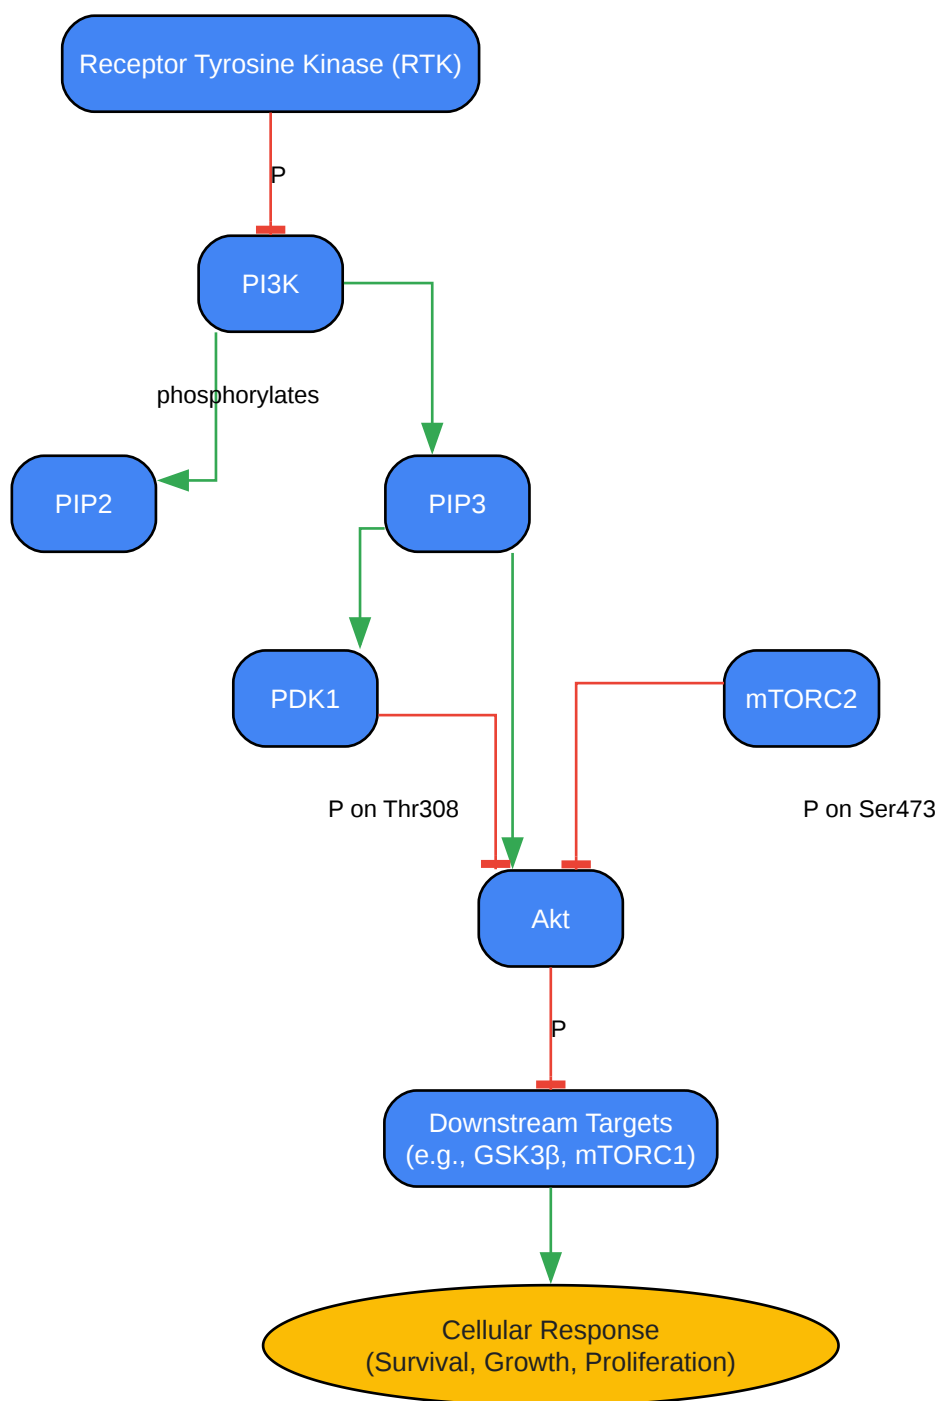 Receptor Tyrosine Kinase (RTK)
P
PI3K
phosphorylates
PIP2
PIP3
PDK1
mTORC2
P on Thr308
P on Ser473
Akt
P
Downstream Targets
(e.g., GSK3β, mTORC1)
Cellular Response
(Survival, Growth, Proliferation)